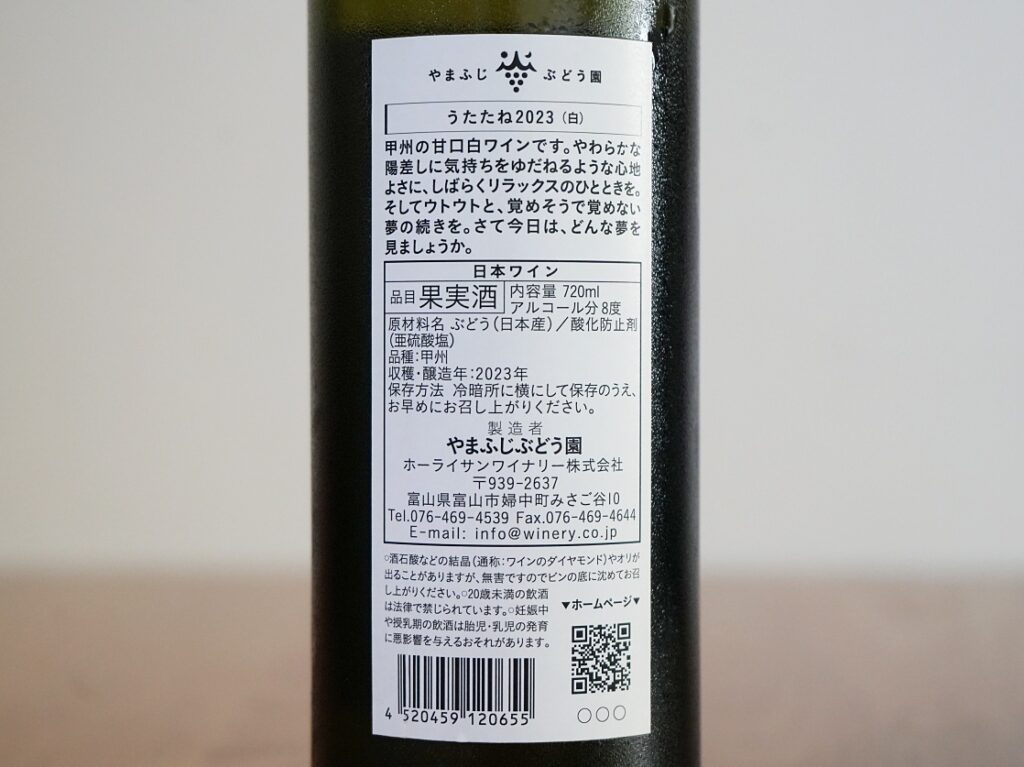 やまふじ ぶどう園
うたたね2023（白）
甲州の甘口白ワインです。やわらかな
陽差しに気持ちをゆだねるような心地
よさに、しばらくリラックスのひとときを。
そしてウトウトと、覚めそうで覚めない
夢の続きを。さて今日は、どんな夢を
見ましょうか。
日本ワイン
品目 果実酒
内容量 720ml
アルコール分 8度
原材料名 ぶどう（日本産）／酸化防止剤
（亜硫酸塩）
品種：甲州
収穫・醸造年：2023年
保存方法 冷暗所に横にして保存のうえ、
お早めにお召し上がりください。
製造者
やまふじぶどう園
ホーライサンワイナリー株式会社
〒939-2637
富山県富山市婦中町みさご谷10
Tel.076-469-4539 Fax.076-469-4644
E-mail: info@winery.co.jp
○酒石酸などの結晶（通称：ワインのダイヤモンド）やオリが
出ることがありますが、無害ですのでビンの底に沈めてお召
し上がりください。○20歳未満の飲酒
は法律で禁じられています。○妊娠中
や授乳期の飲酒は胎児・乳児の発育
に悪影響を与えるおそれがあります。
▼ホームページ▼
4 520459 120655
○○○